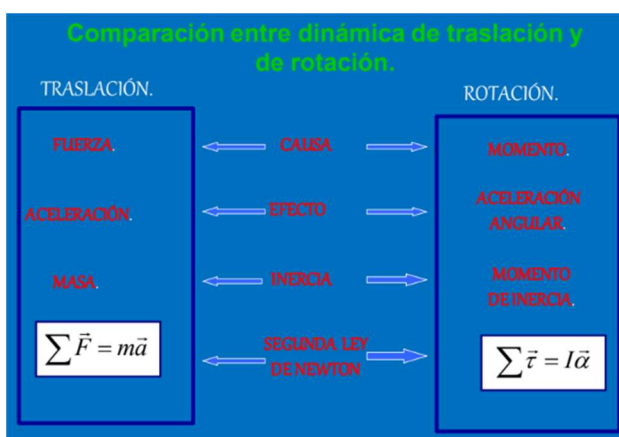 Comparación entre dinámica de traslación y
de rotación.
TRASLACIÓN.
ROTACIÓN.
FUERZA.
CAUSA
MOMENTO.
ACELERACIÓN.
EFECTO
ACELERACIÓN
ANGULAR.
MASA.
INERCIA
MOMENTO
DE INERCIA.
∑F⃗ = ma⃗
SEGUNDA LEY
DE NEWTON
∑τ⃗ = Iα⃗